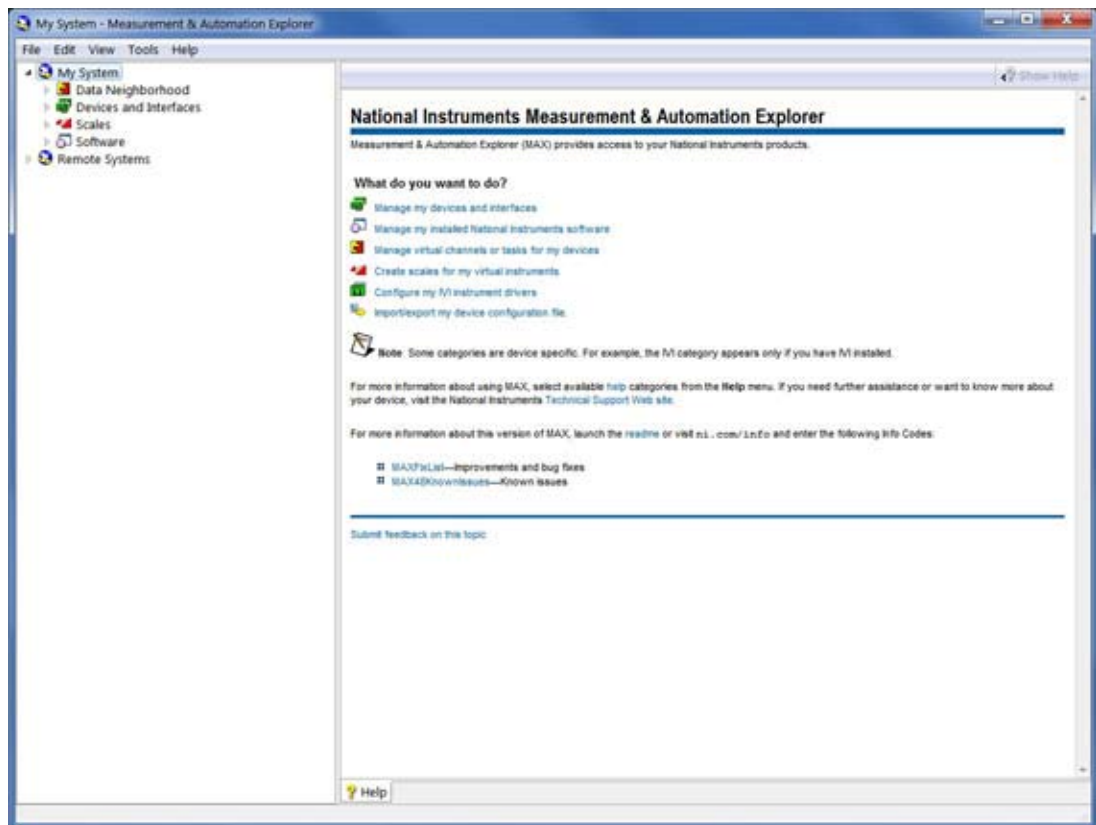 My System - Measurement & Automation Explorer
File Edit View Tools Help
My System
Data Neighborhood
Devices and Interfaces
Scales
Software
Remote Systems
Show Help
National Instruments Measurement & Automation Explorer
Measurement & Automation Explorer (MAX) provides access to your National Instruments products.
What do you want to do?
Manage my devices and interfaces
Manage my installed National Instruments software
Manage virtual channels or tasks for my devices
Create scales for my virtual instruments
Configure my IVI instrument drivers
Import/export my device configuration file.
Note Some categories are device specific. For example, the IVI category appears only if you have IVI installed.
For more information about using MAX, select available help categories from the Help menu. If you need further assistance or want to know more about
your device, visit the National Instruments Technical Support Web site.
For more information about this version of MAX, launch the readme or visit ni.com/info and enter the following Info Codes:
MAXFixList—Improvements and bug fixes
MAX48KnownIssues—Known issues
Submit feedback on this topic
Help